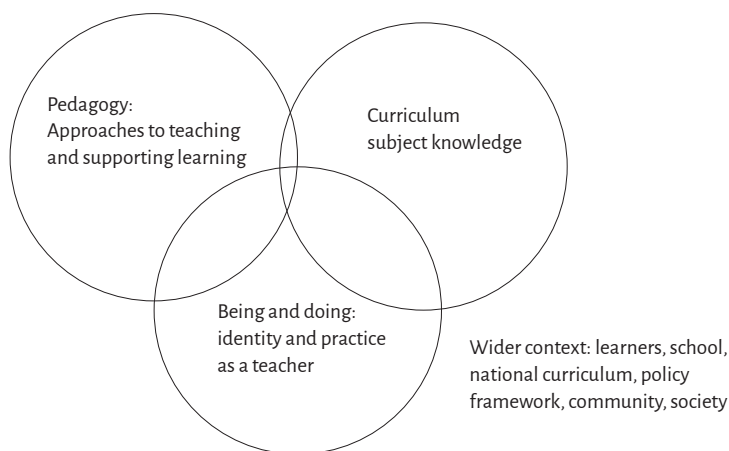 Pedagogy:
Approaches to teaching
and supporting learning
Curriculum
subject knowledge
Being and doing:
identity and practice
as a teacher
Wider context: learners, school,
national curriculum, policy
framework, community, society